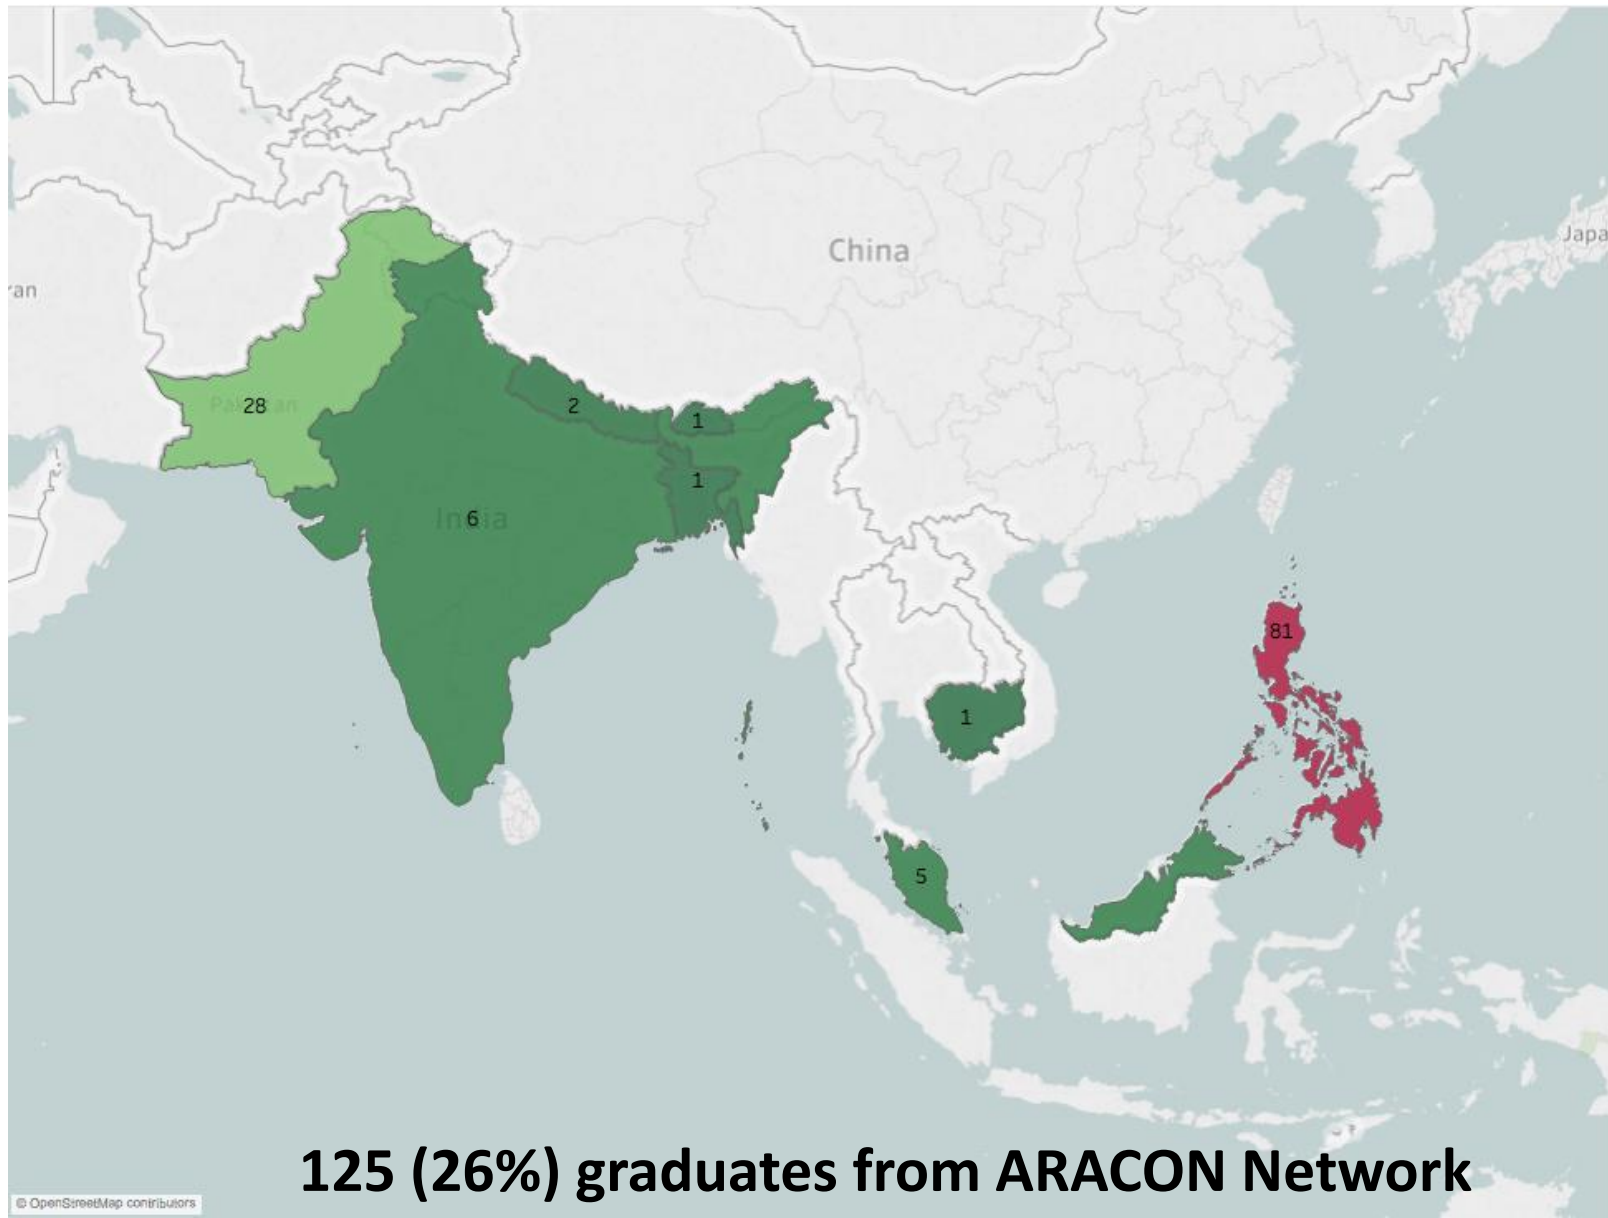 China
Japa
ran
Pakistan
28
2
1
1
India
6
81
1
5
125 (26%) graduates from ARACON Network
© OpenStreetMap contributors